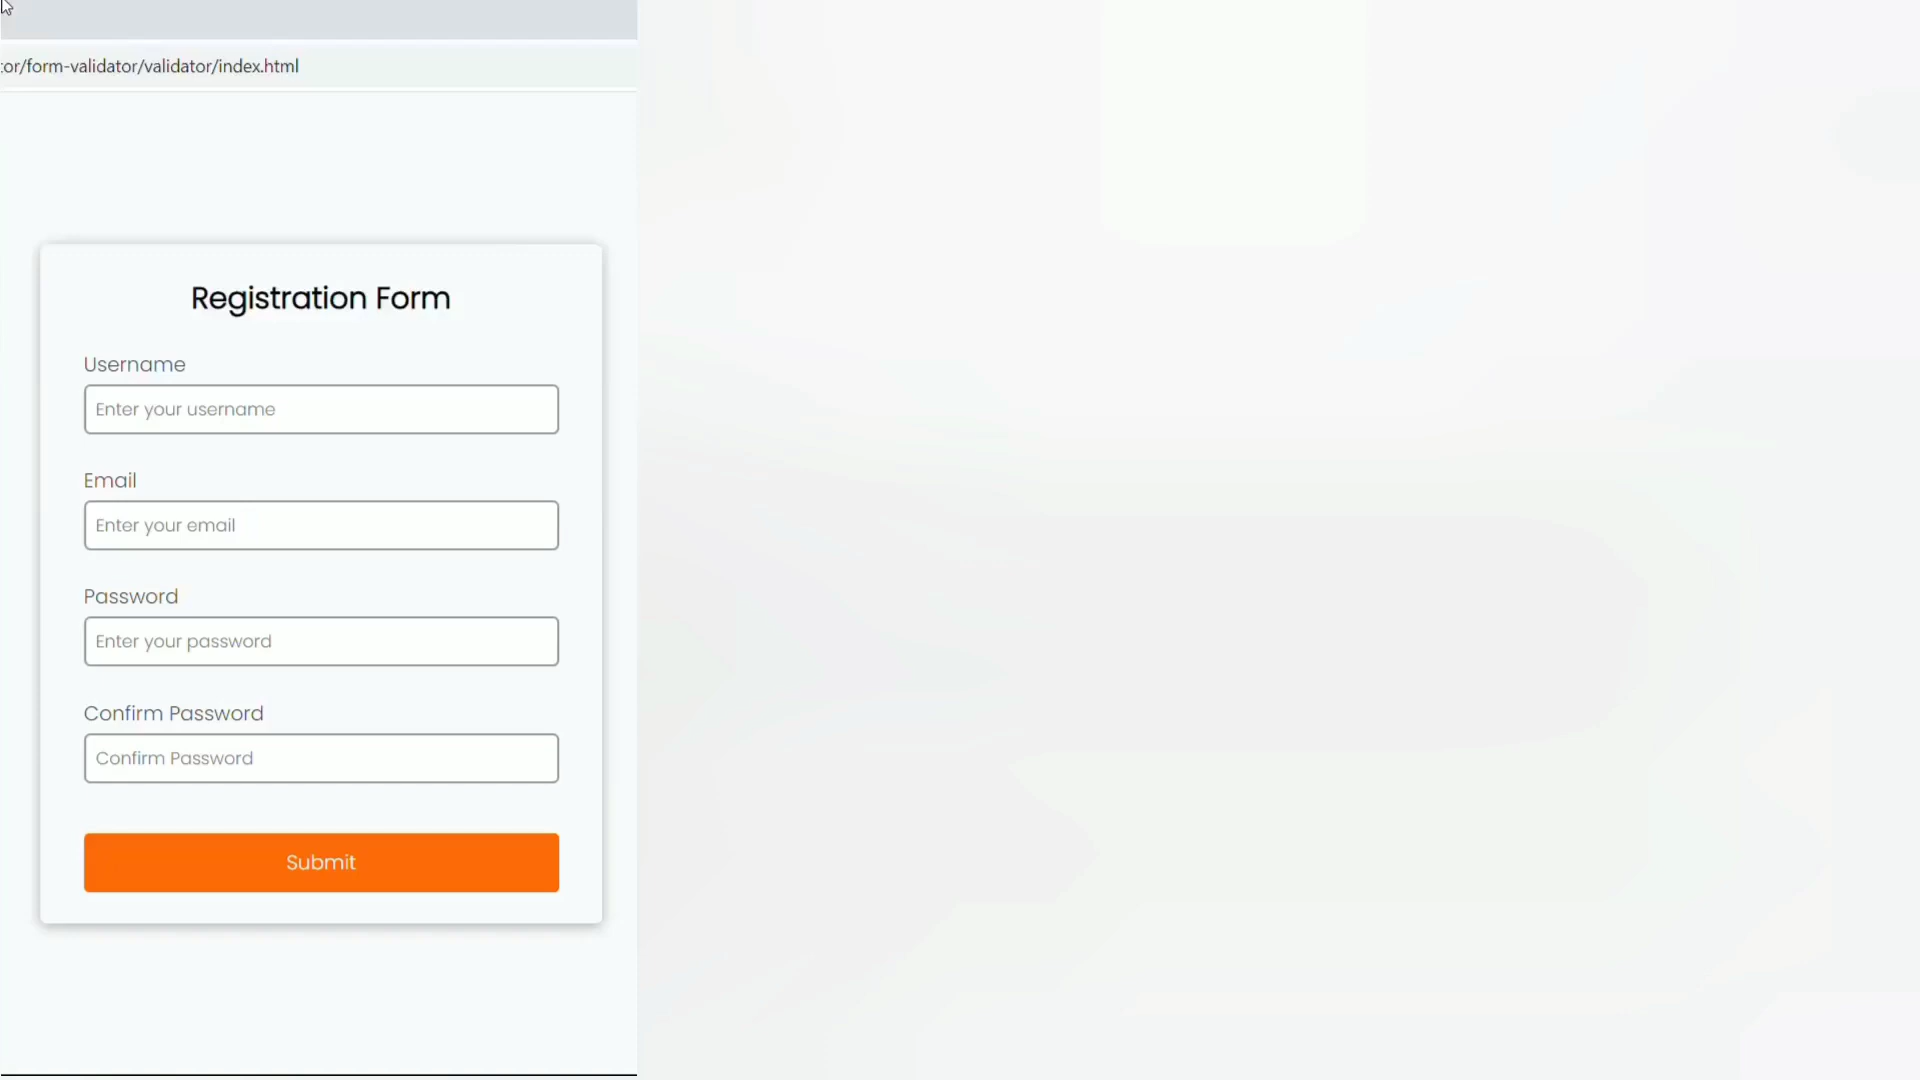 or/form-validator/validator/index.html
Registration Form
Username
Enter your username
Email
Enter your email
Password
Enter your password
Confirm Password
Confirm Password
Submit